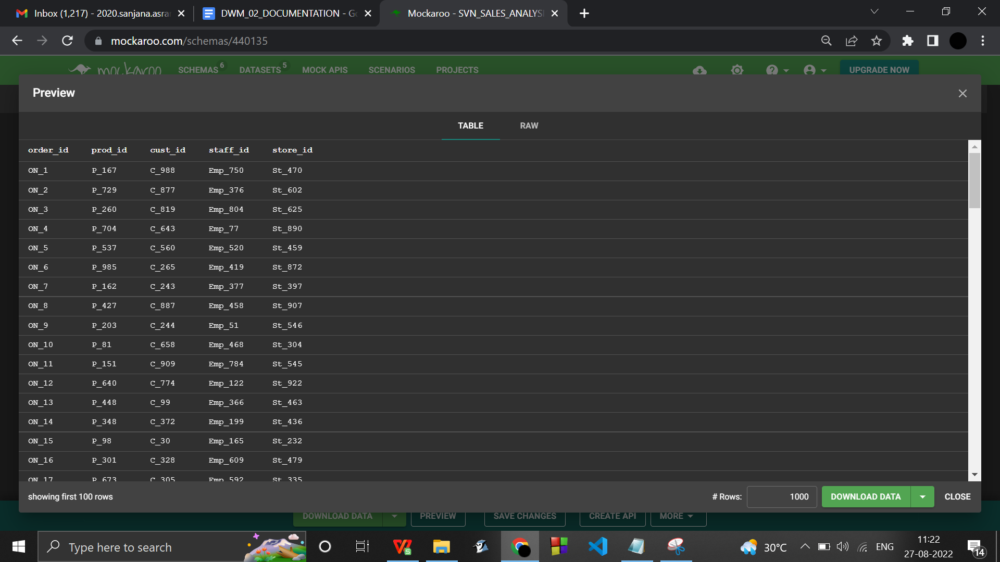 Inbox (1,217) - 2020.sanjana.asra
DWM_02_DOCUMENTATION - Go
Mockaroo - SVN_SALES_ANALYSI
mockaroo.com/schemas/440135
mockaroo SCHEMAS 6 DATASETS 5 MOCK APIS SCENARIOS PROJECTS UPGRADE NOW
Preview
TABLE RAW
order_id prod_id cust_id staff_id store_id
ON_1 P_167 C_988 Emp_750 St_470
ON_2 P_729 C_877 Emp_376 St_602
ON_3 P_260 C_819 Emp_804 St_625
ON_4 P_704 C_643 Emp_77 St_890
ON_5 P_537 C_560 Emp_520 St_459
ON_6 P_985 C_265 Emp_419 St_872
ON_7 P_162 C_243 Emp_377 St_397
ON_8 P_427 C_887 Emp_458 St_907
ON_9 P_203 C_244 Emp_51 St_546
ON_10 P_81 C_658 Emp_468 St_304
ON_11 P_151 C_909 Emp_784 St_545
ON_12 P_640 C_774 Emp_122 St_922
ON_13 P_448 C_99 Emp_366 St_463
ON_14 P_348 C_372 Emp_199 St_436
ON_15 P_98 C_30 Emp_165 St_232
ON_16 P_301 C_328 Emp_609 St_479
ON_17 P_673 C_305 Emp_592 St_335
showing first 100 rows # Rows: 1000 DOWNLOAD DATA CLOSE
DOWNLOAD DATA PREVIEW SAVE CHANGES CREATE API MORE
Type here to search
30°C ENG 11:22
27-08-2022 14